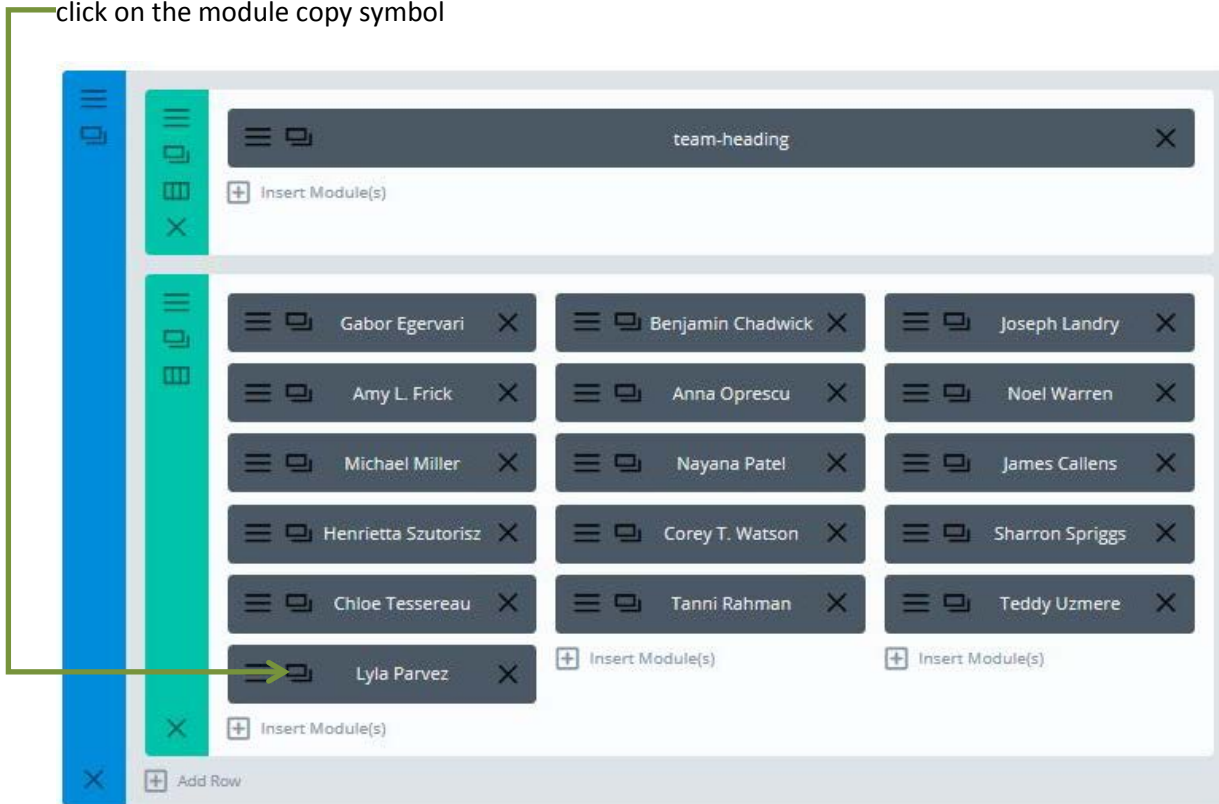 click on the module copy symbol
team-heading
Insert Module(s)
Gabor Egervari
Benjamin Chadwick
Joseph Landry
Amy L. Frick
Anna Oprescu
Noel Warren
Michael Miller
Nayana Patel
James Callens
Henrietta Szutorisz
Corey T. Watson
Sharron Spriggs
Chloe Tessereau
Tanni Rahman
Teddy Uzmere
Lyla Parvez
Insert Module(s)
Insert Module(s)
Insert Module(s)
Add Row